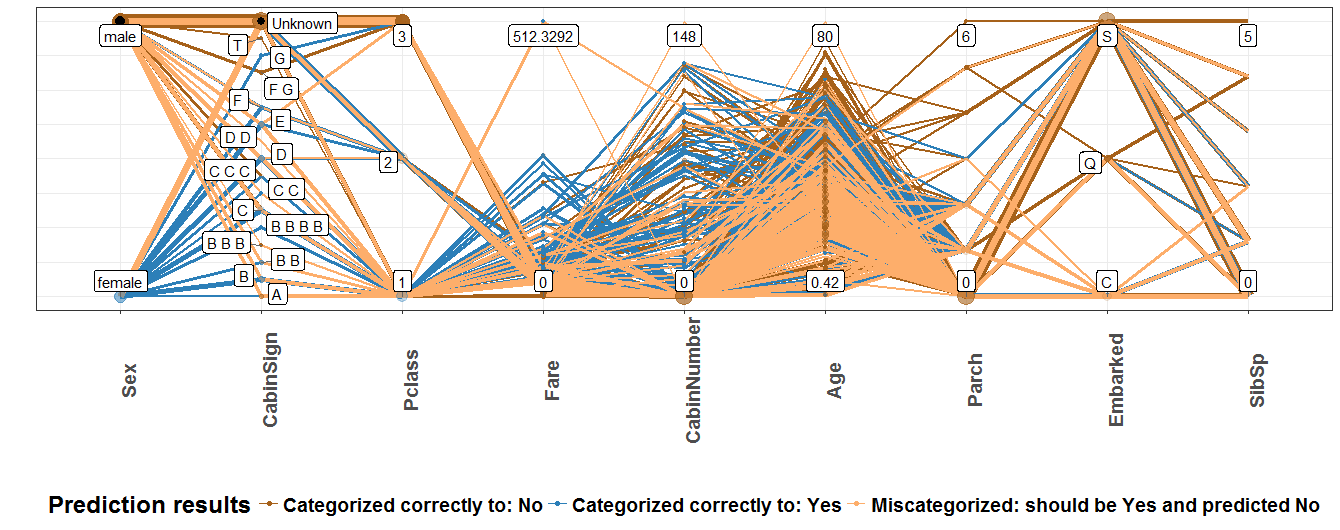 Unknown
male
T
3
512.3292
148
80
6
S
5
G
F G
F
E
D D
D
2
Q
C C C
C C
C
B B B B
B B B
B B
B
female
A
1
0
0
0.42
0
C
0
Sex
CabinSign
Pclass
Fare
CabinNumber
Age
Parch
Embarked
SibSp
Prediction results Categorized correctly to: No Categorized correctly to: Yes Miscategorized: should be Yes and predicted No